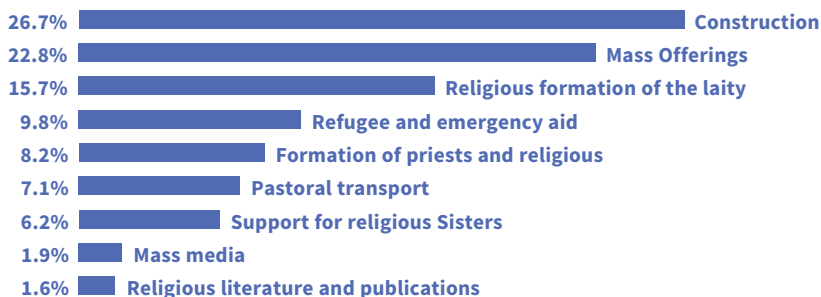 26.7% Construction
22.8% Mass Offerings
15.7% Religious formation of the laity
9.8% Refugee and emergency aid
8.2% Formation of priests and religious
7.1% Pastoral transport
6.2% Support for religious Sisters
1.9% Mass media
1.6% Religious literature and publications